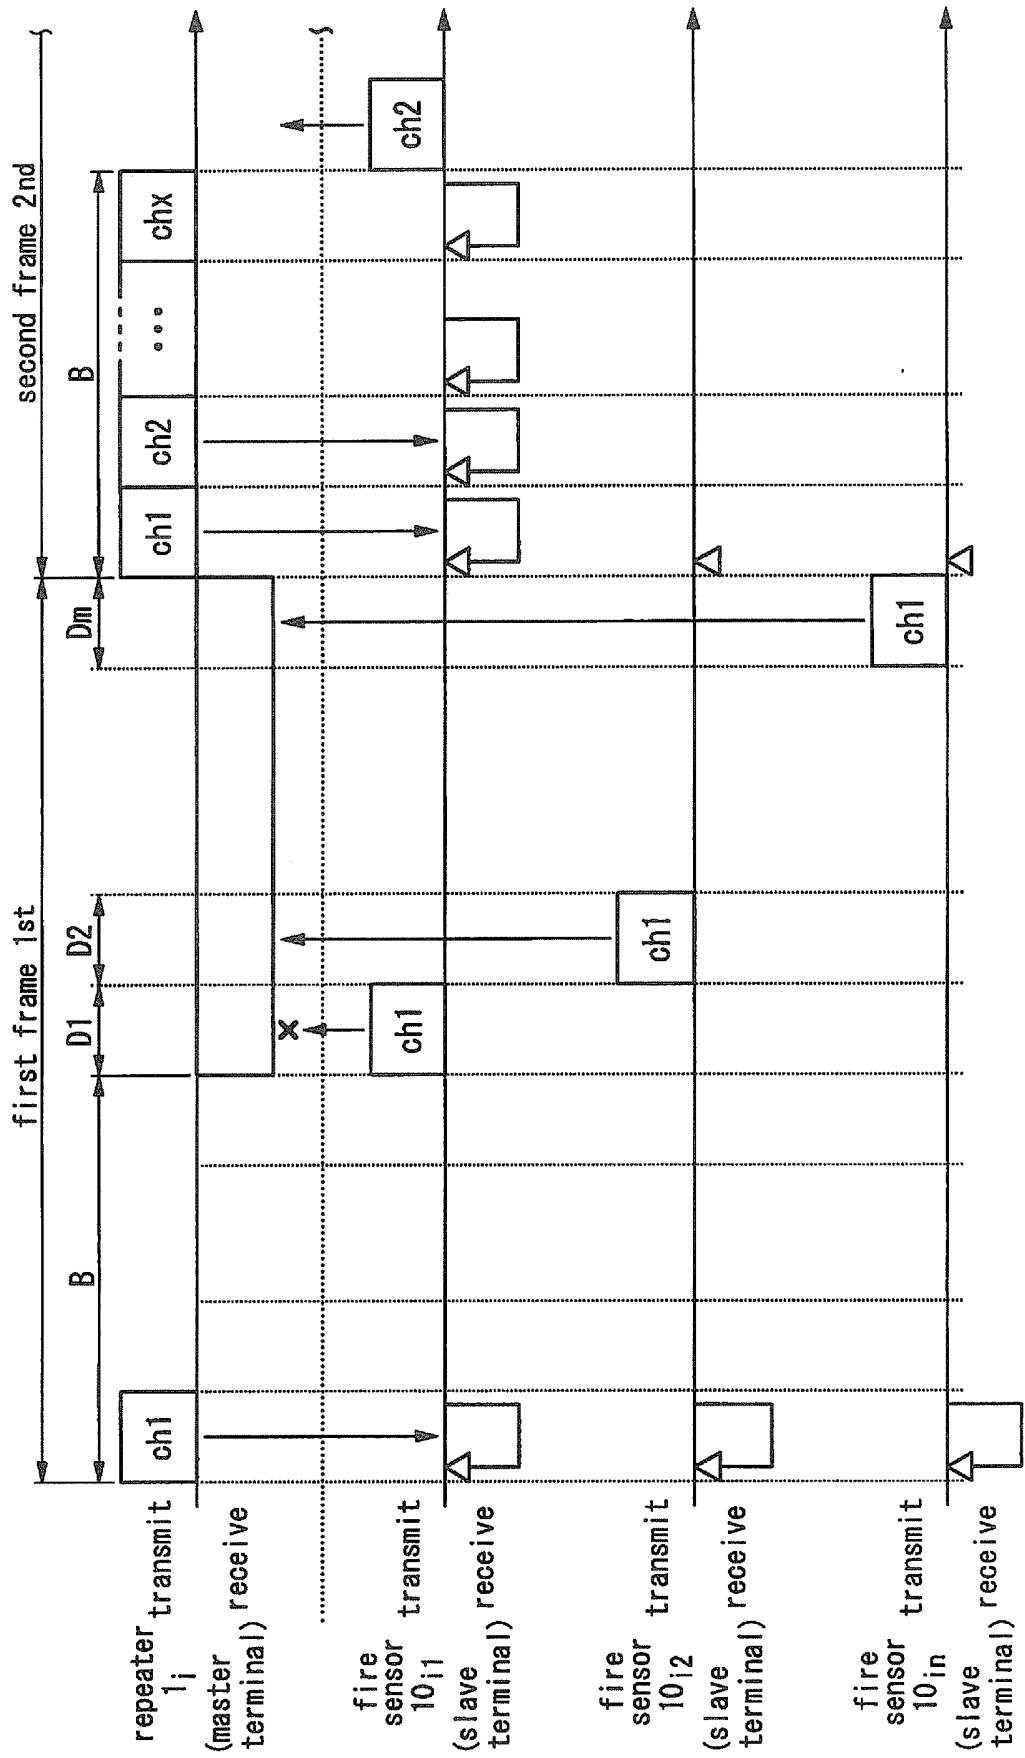 first frame 1st
second frame 2nd
B
D1
D2
Dm
B
repeater
1i
(master
terminal)
transmit
receive
ch1
ch1
ch2
•••
chx
×
fire
sensor
10i1
(slave
terminal)
transmit
receive
ch1
ch2
fire
sensor
10i2
(slave
terminal)
transmit
receive
ch1
fire
sensor
10in
(slave
terminal)
transmit
receive
ch1